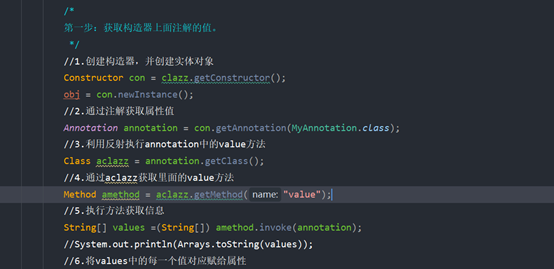 /*
第一步：获取构造器上面注解的值。
*/
//1.创建构造器，并创建实体对象
Constructor con = clazz.getConstructor();
obj = con.newInstance();
//2.通过注解获取属性值
Annotation annotation = con.getAnnotation(MyAnnotation.class);
//3.利用反射执行annotation中的value方法
Class aclazz = annotation.getClass();
//4.通过aclazz获取里面的value方法
Method amethod = aclazz.getMethod( name: "value");
//5.执行方法获取信息
String[] values =(String[]) amethod.invoke(annotation);
//System.out.println(Arrays.toString(values));
//6.将values中的每一个值对应赋给属性